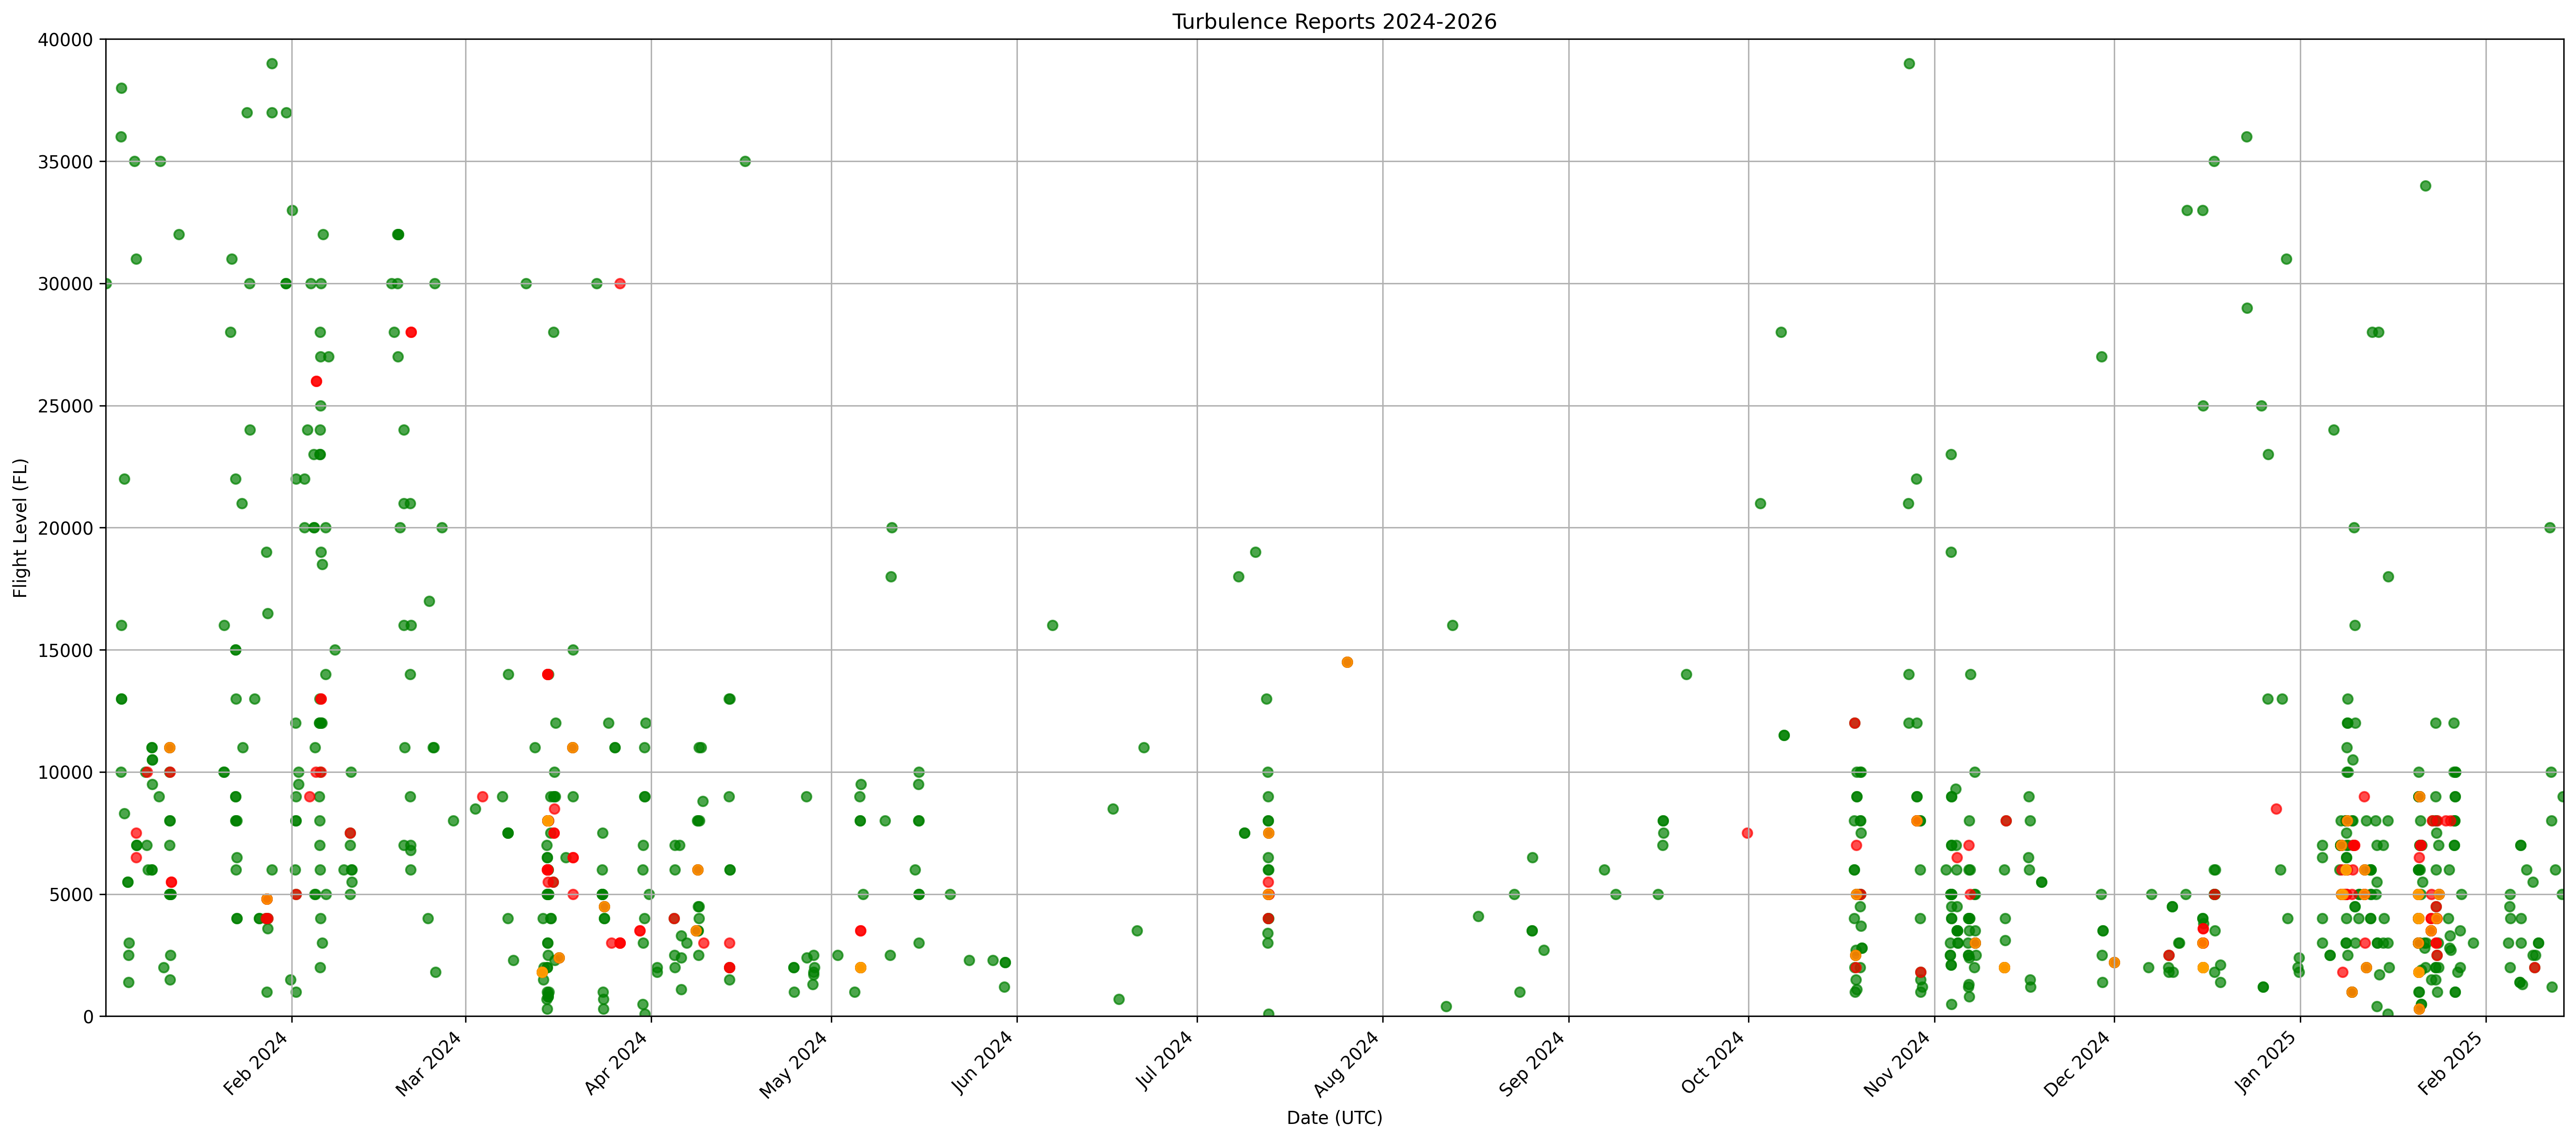 Turbulence Reports 2024-2026
40000
35000
30000
25000
20000
15000
10000
5000
0
Flight Level (FL)
Feb 2024
Mar 2024
Apr 2024
May 2024
Jun 2024
Jul 2024
Aug 2024
Sep 2024
Oct 2024
Nov 2024
Dec 2024
Jan 2025
Feb 2025
Date (UTC)